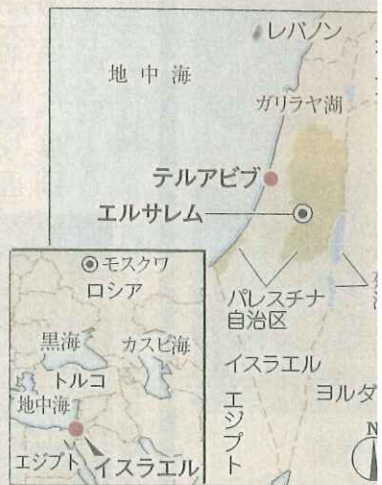 レバノン
地中海
ガリラヤ湖
テルアビブ
エルサレム
パレスチナ
自治区
イスラエル
エジプト
ヨルダ
N
モスクワ
ロシア
黒海
カスピ海
トルコ
地中海
エジプト
イスラエル